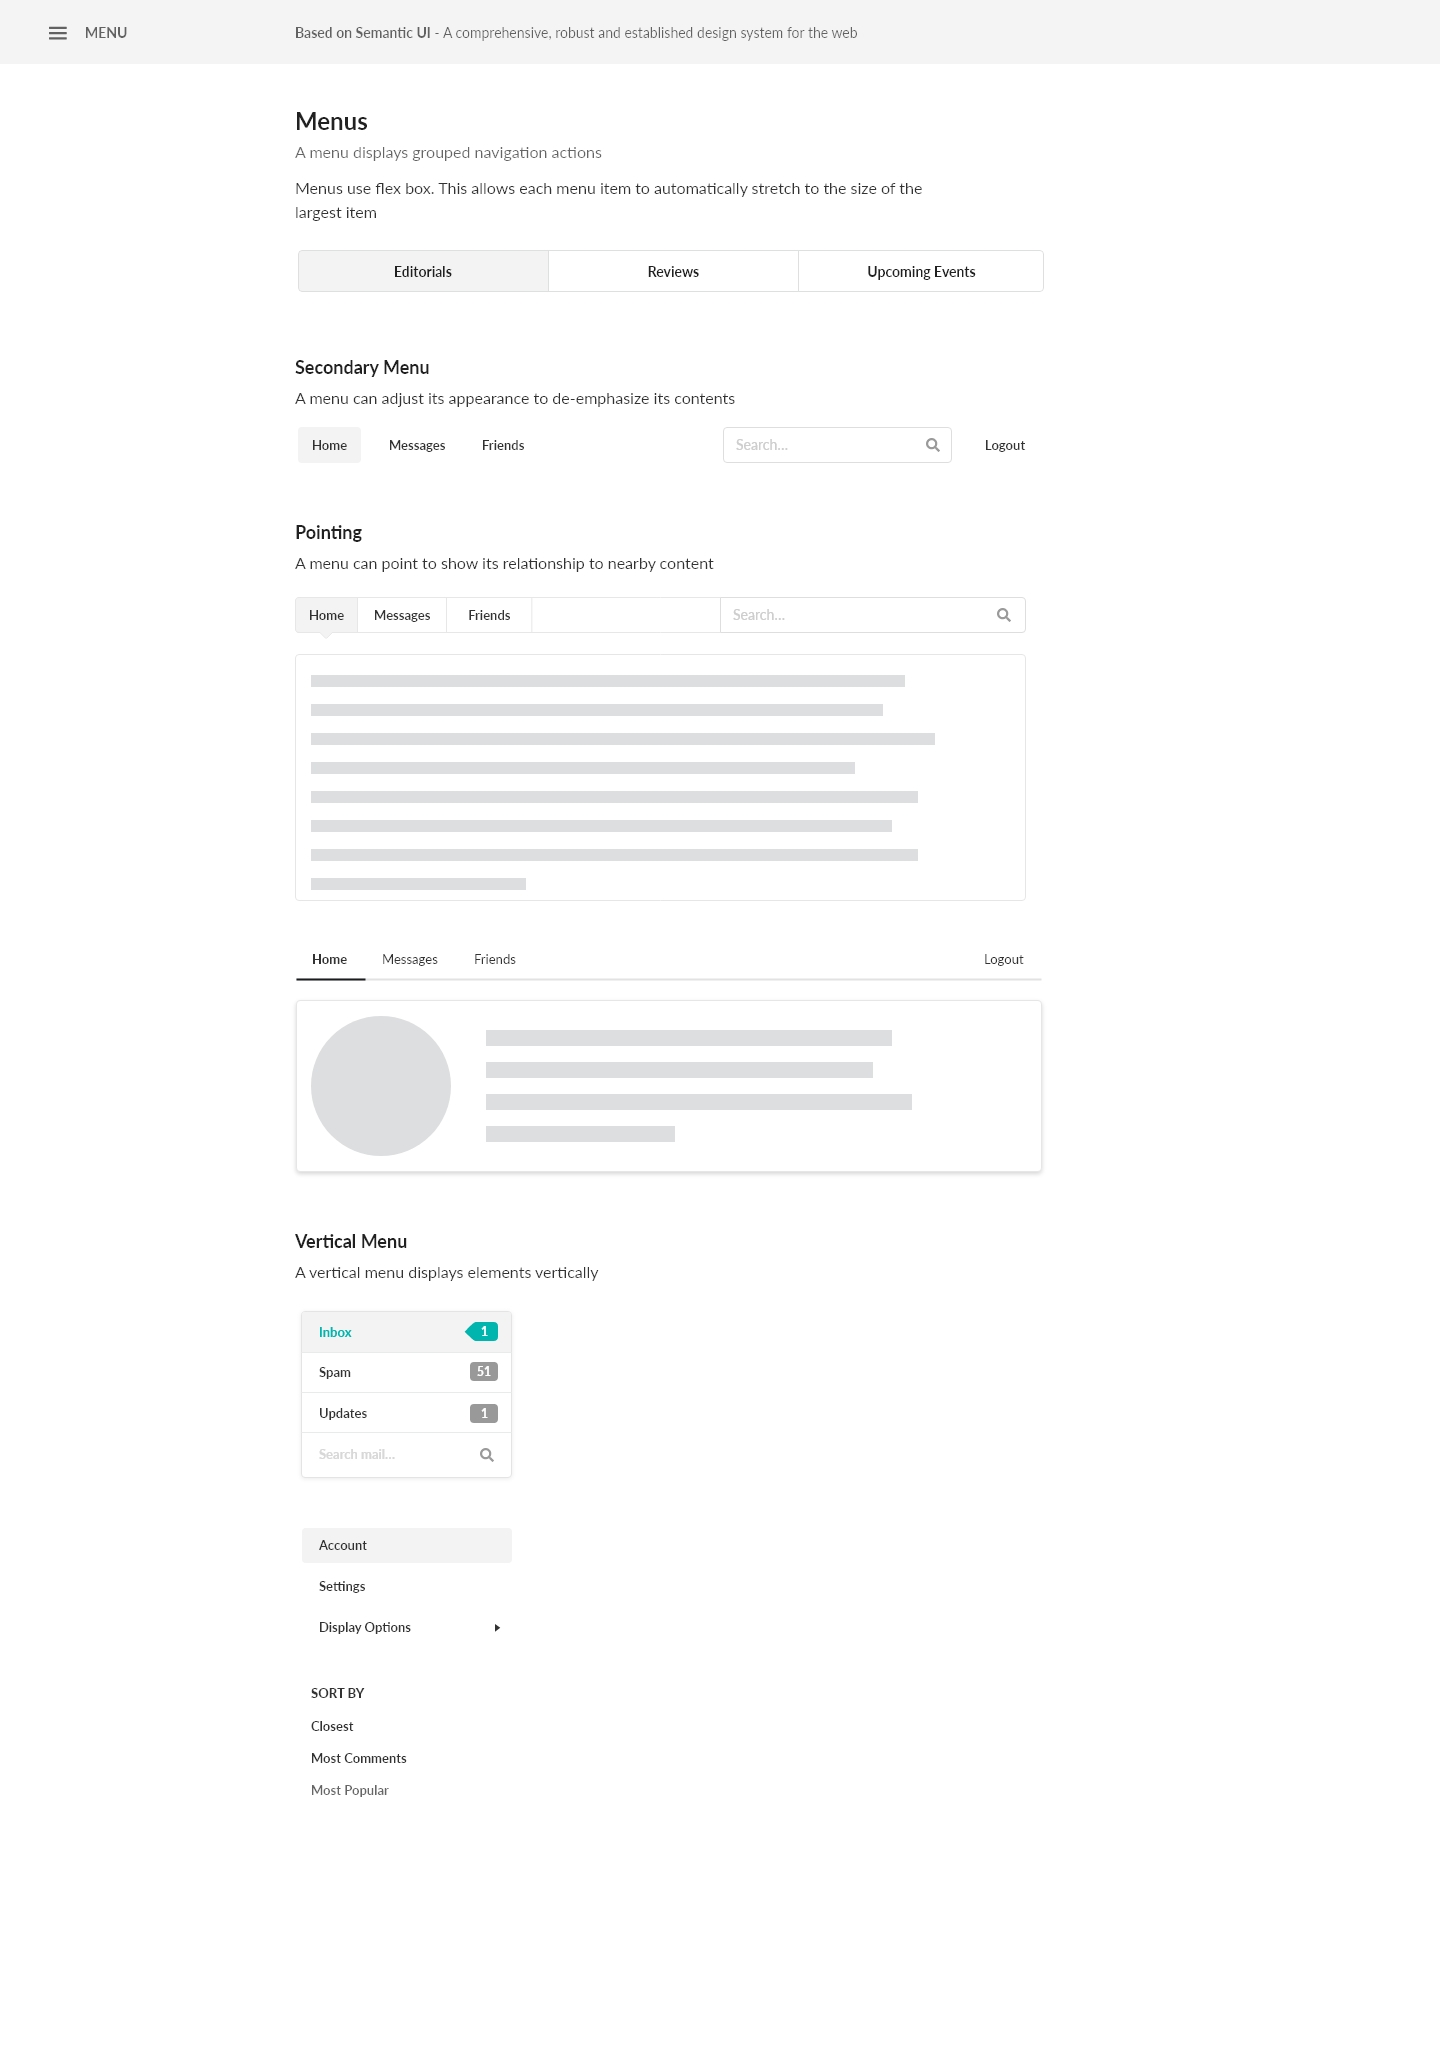 MENU
Based on Semantic UI - A comprehensive, robust and established design system for the web
Menus
A menu displays grouped navigation actions
Menus use flex box. This allows each menu item to automatically stretch to the size of the
largest item
Editorials Reviews Upcoming Events
Secondary Menu
A menu can adjust its appearance to de-emphasize its contents
Home Messages Friends Search... Logout
Pointing
A menu can point to show its relationship to nearby content
Home Messages Friends Search...
Home Messages Friends Logout
Vertical Menu
A vertical menu displays elements vertically
Inbox 1
Spam 51
Updates 1
Search mail...
Account
Settings
Display Options
SORT BY
Closest
Most Comments
Most Popular